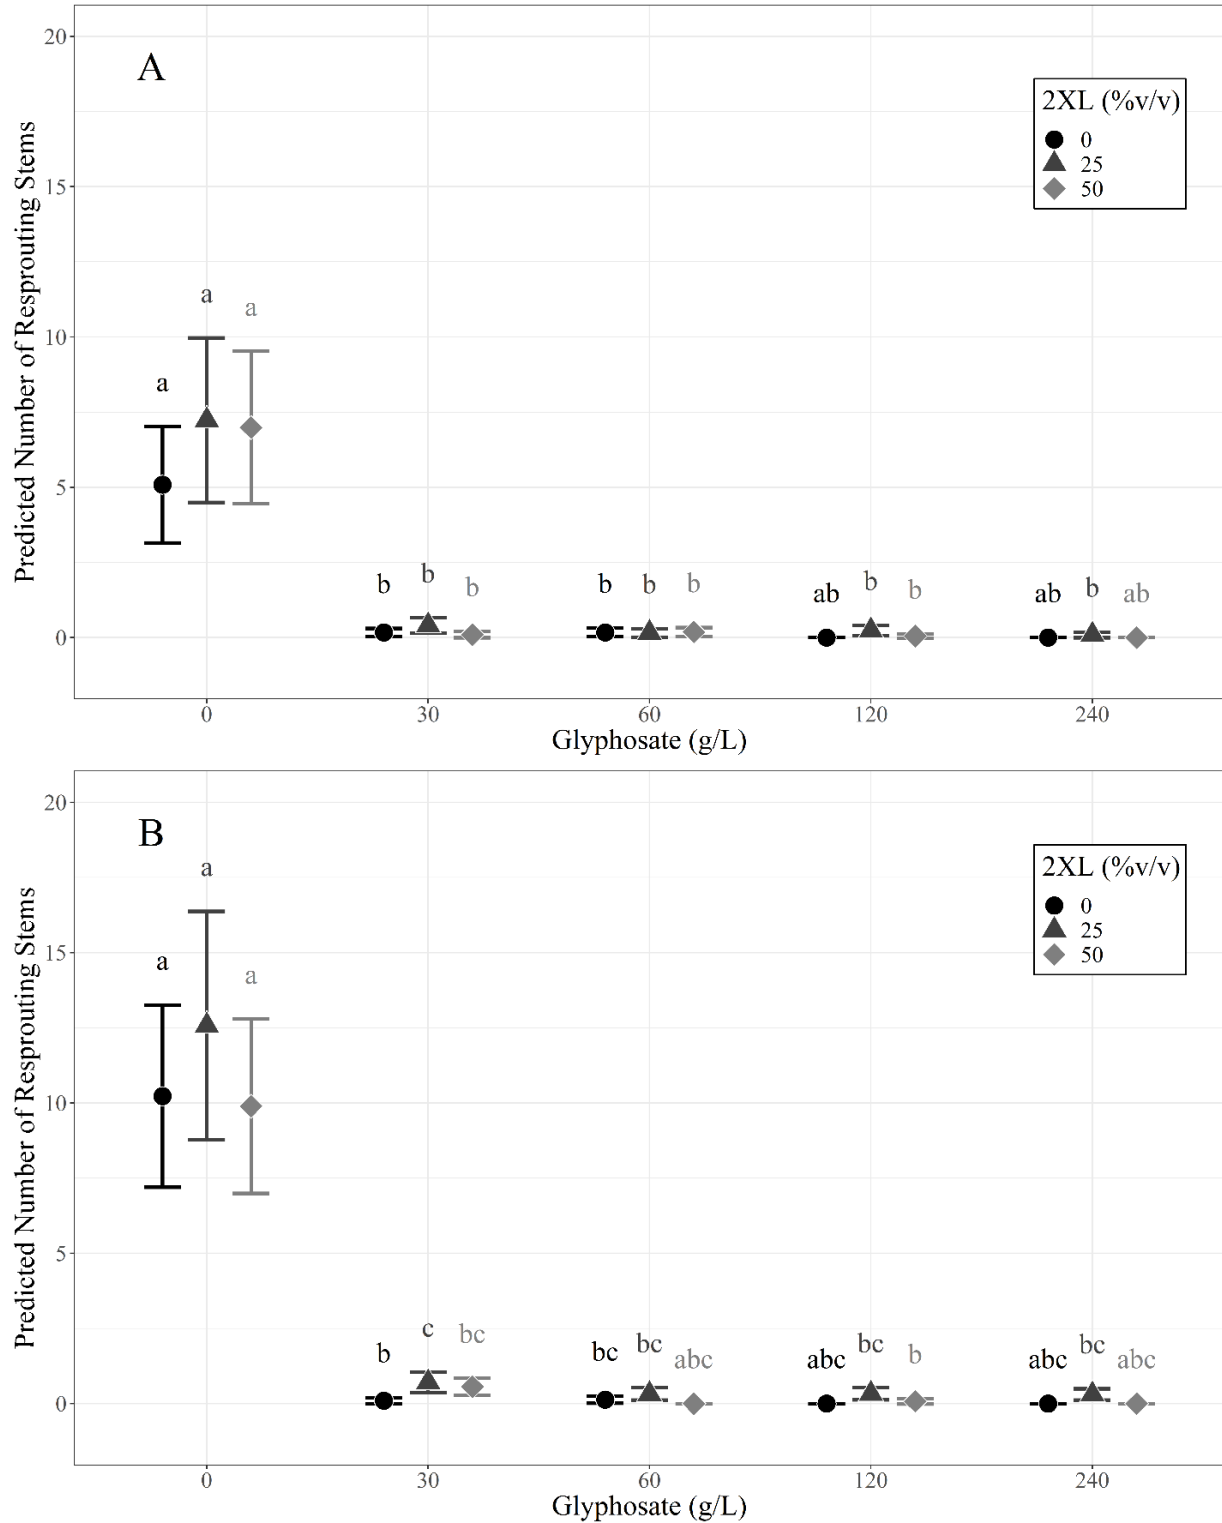 A
2XL (%v/v)
0
25
50
Predicted Number of Resprouting Stems
20
15
10
5
0
a a a
b b b
b b b
ab b b
ab b ab
0 30 60 120 240
Glyphosate (g/L)
B
2XL (%v/v)
0
25
50
Predicted Number of Resprouting Stems
20
15
10
5
0
a a a
b c bc
bc bc abc
abc bc b
abc bc abc
0 30 60 120 240
Glyphosate (g/L)